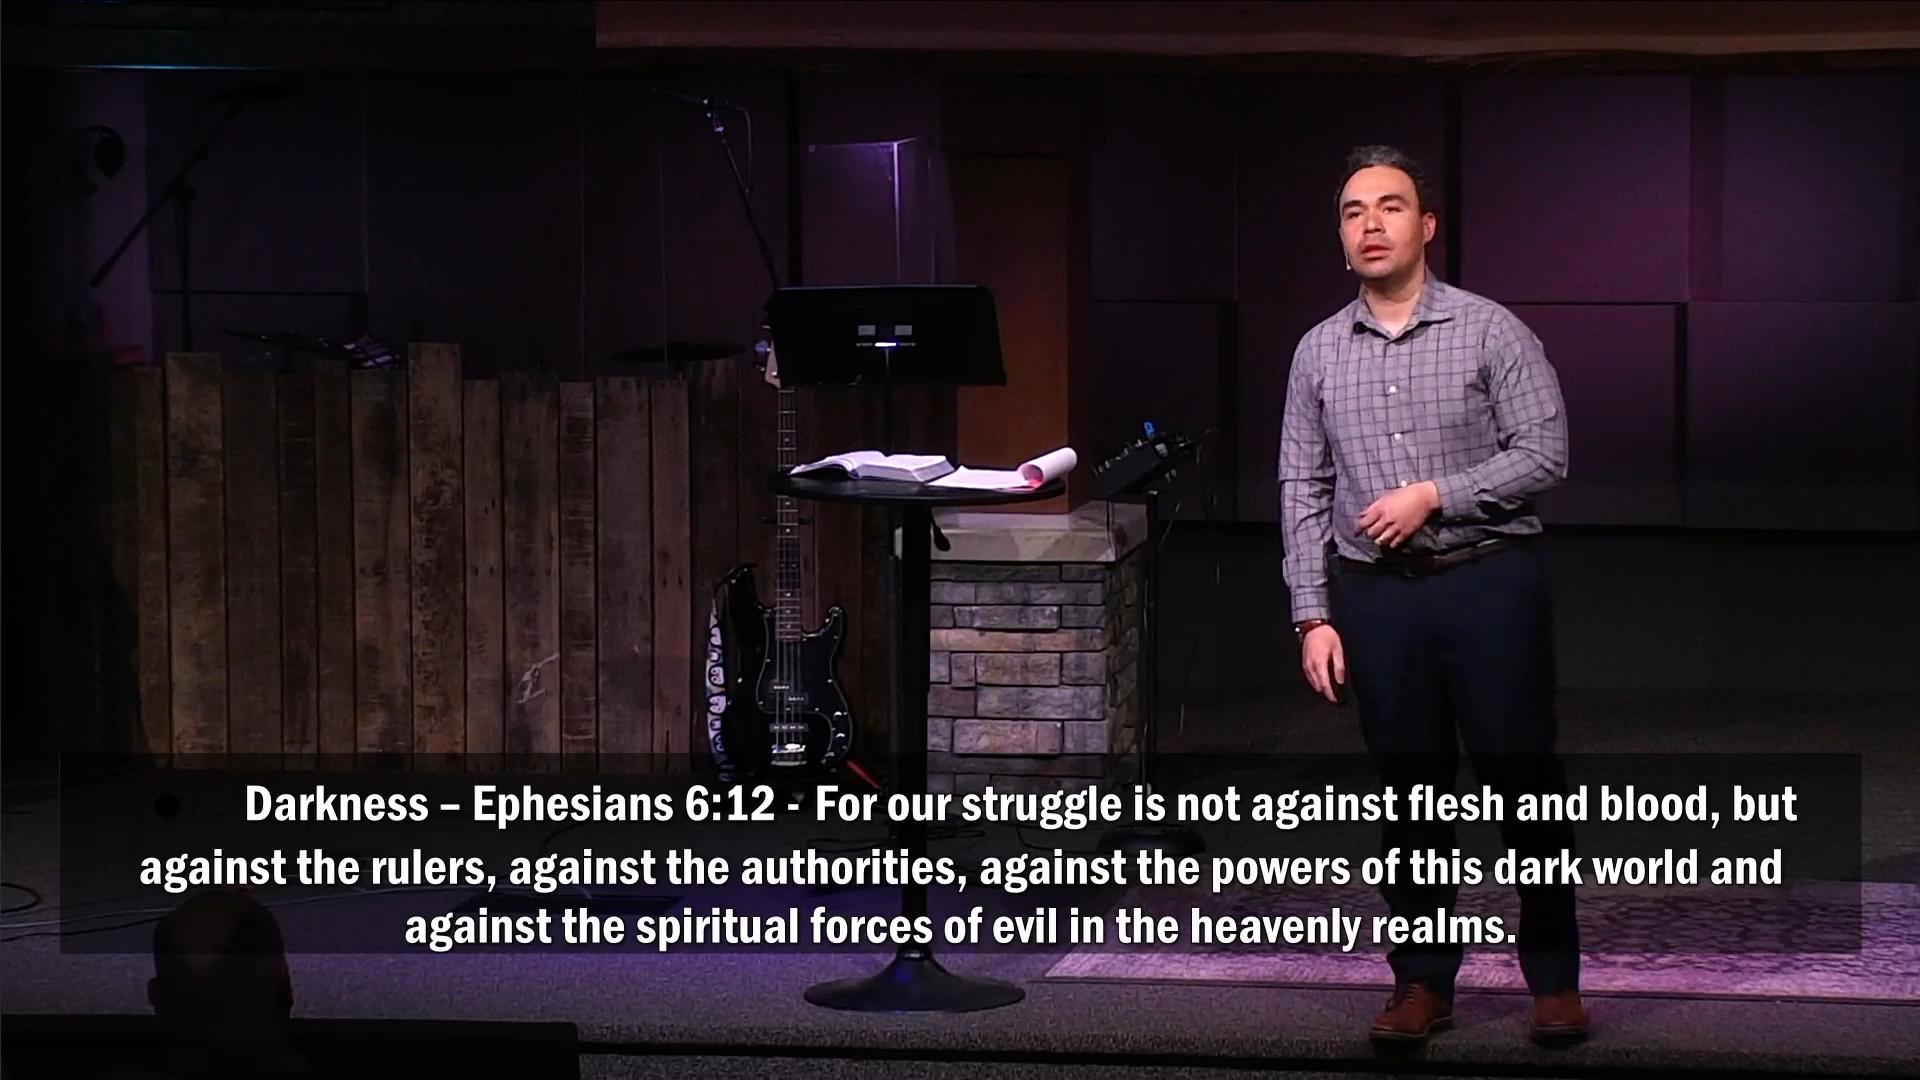 Darkness – Ephesians 6:12 - For our struggle is not against flesh and blood, but
against the rulers, against the authorities, against the powers of this dark world and
against the spiritual forces of evil in the heavenly realms.